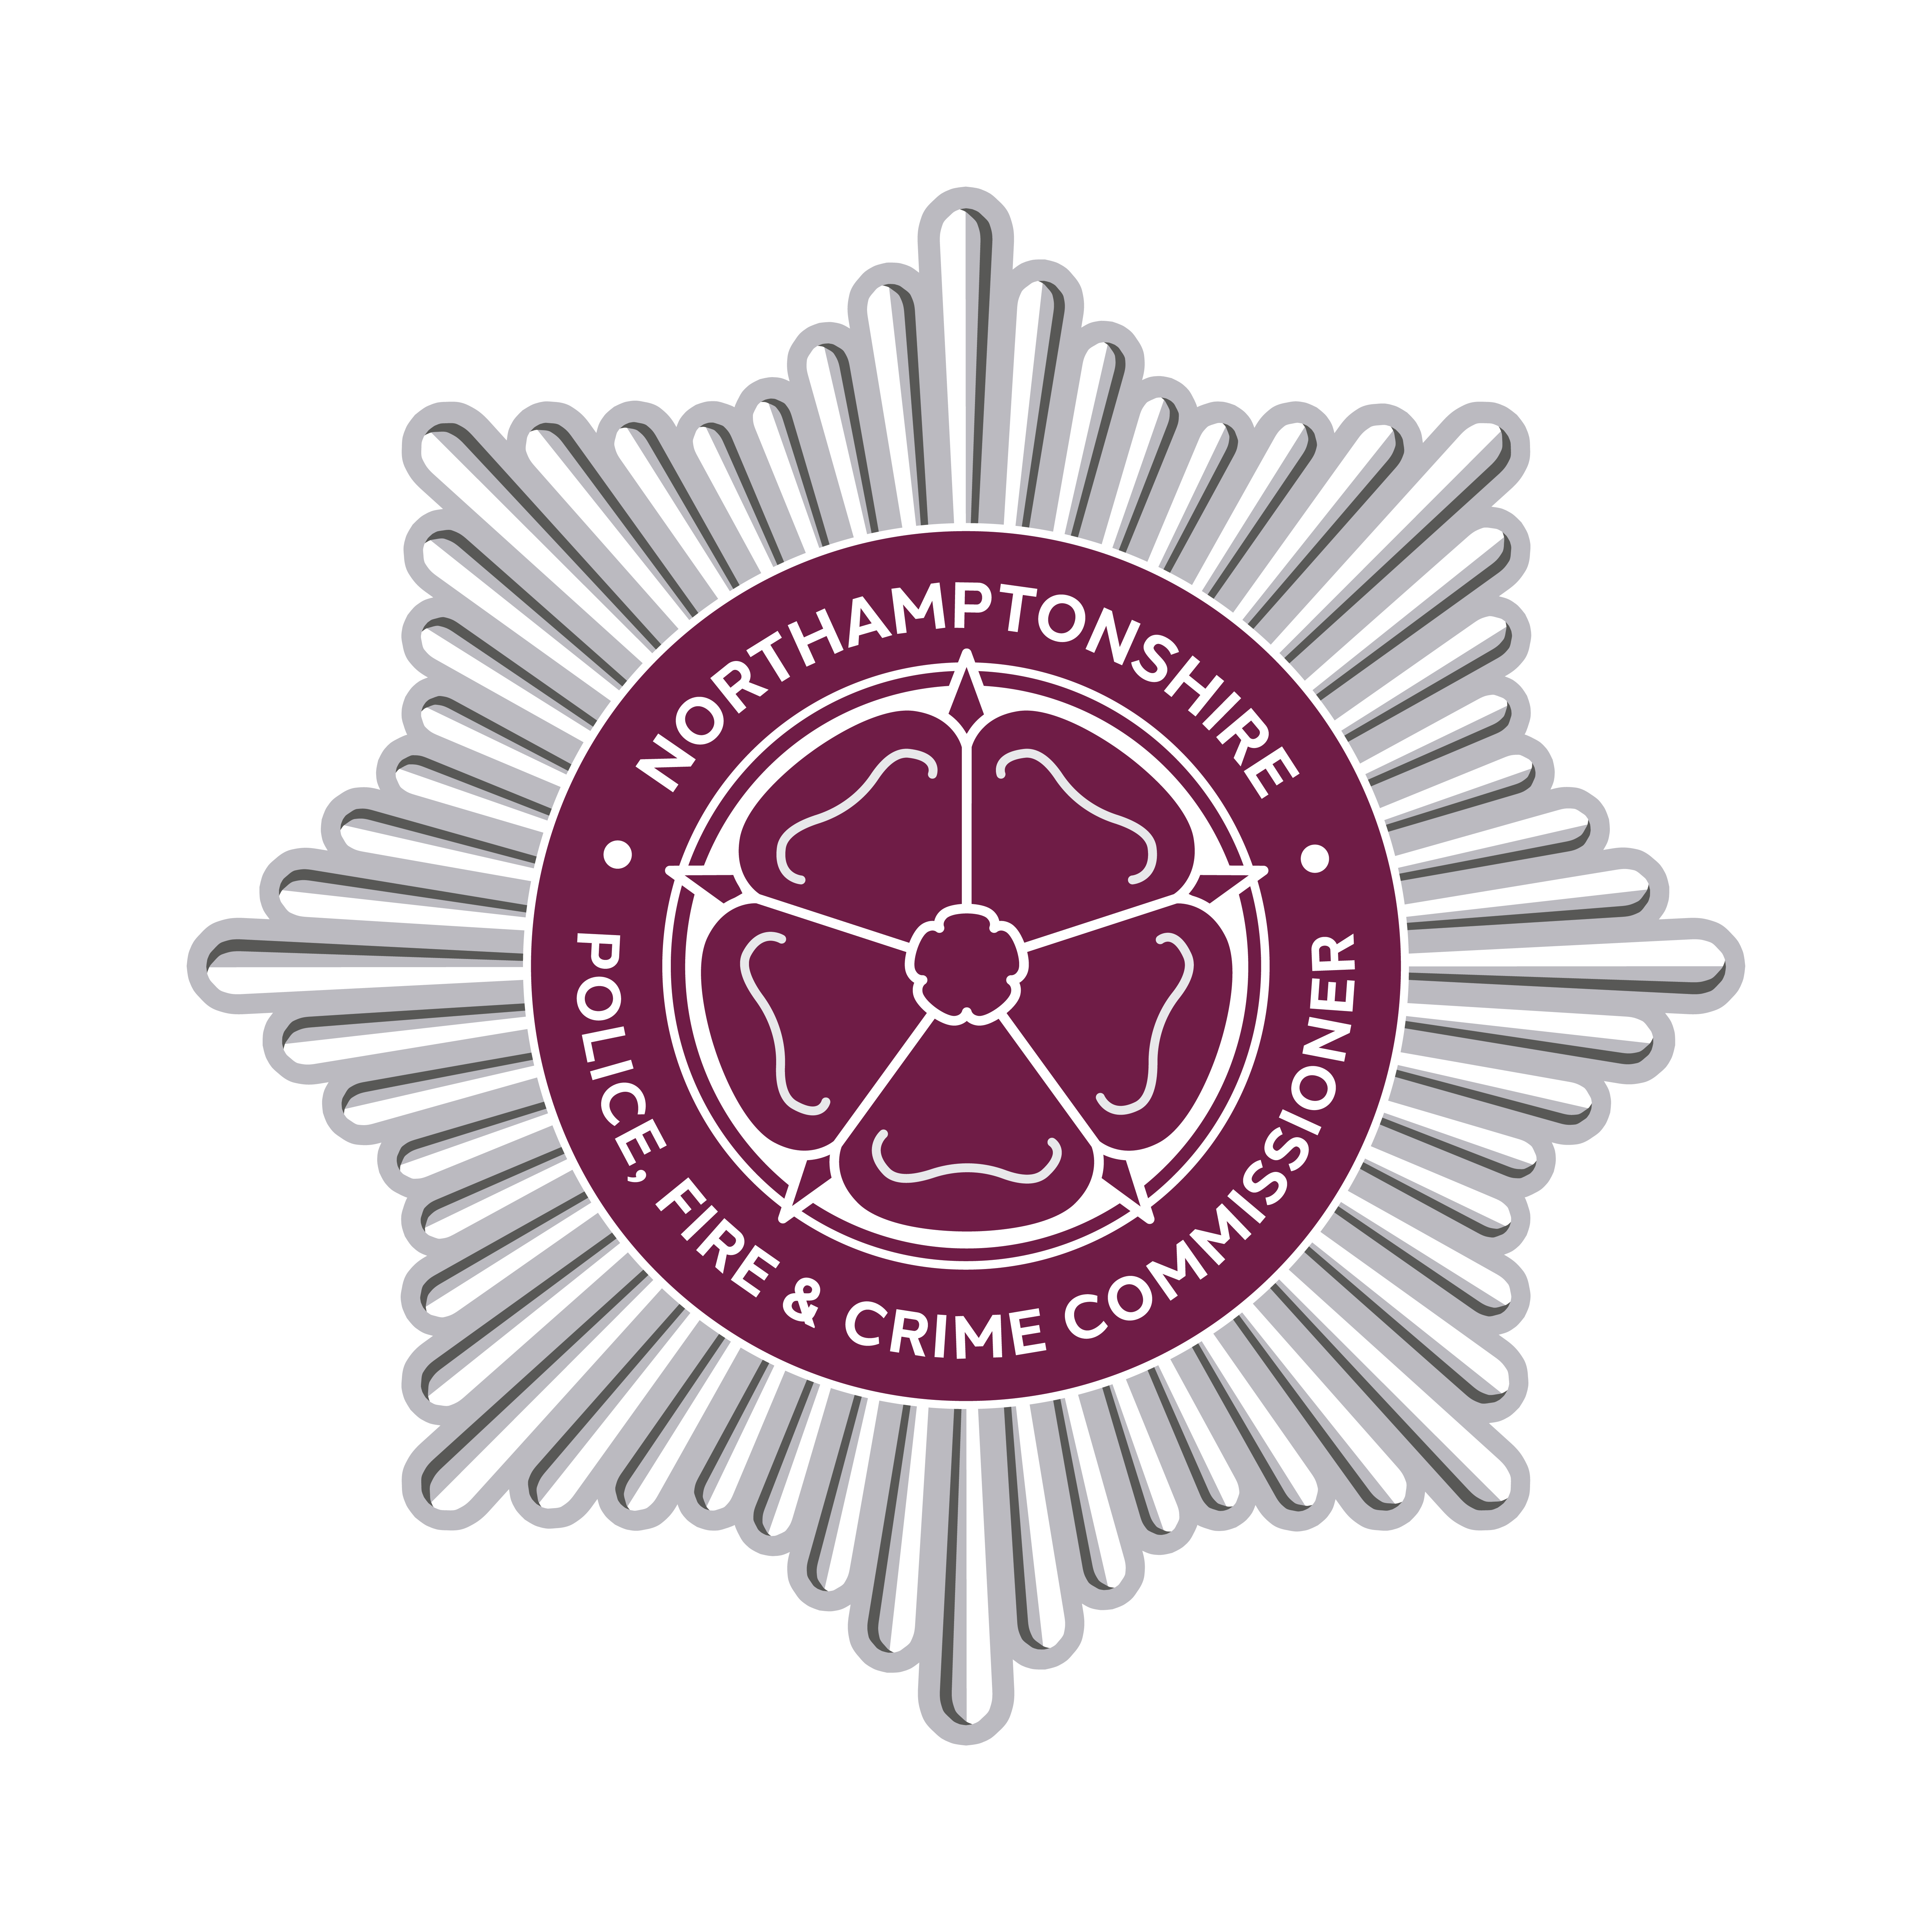 NORTHAMPTONSHIRE
POLICE, FIRE & CRIME COMMISSIONER